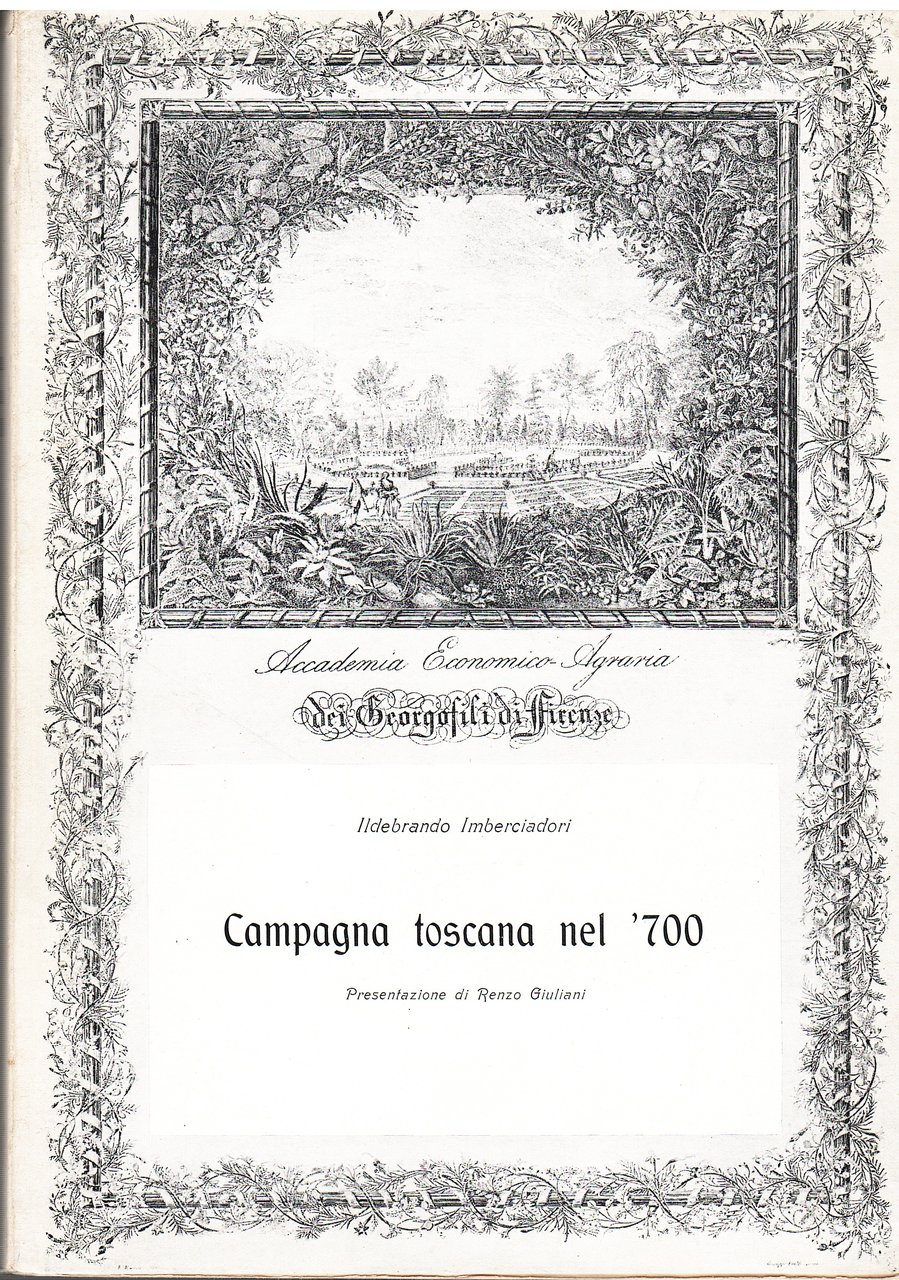 Accademia Economico-Agraria
dei Georgofili di Firenze
Ildebrando Imberciadori
Campagna toscana nel '700
Presentazione di Renzo Giuliani